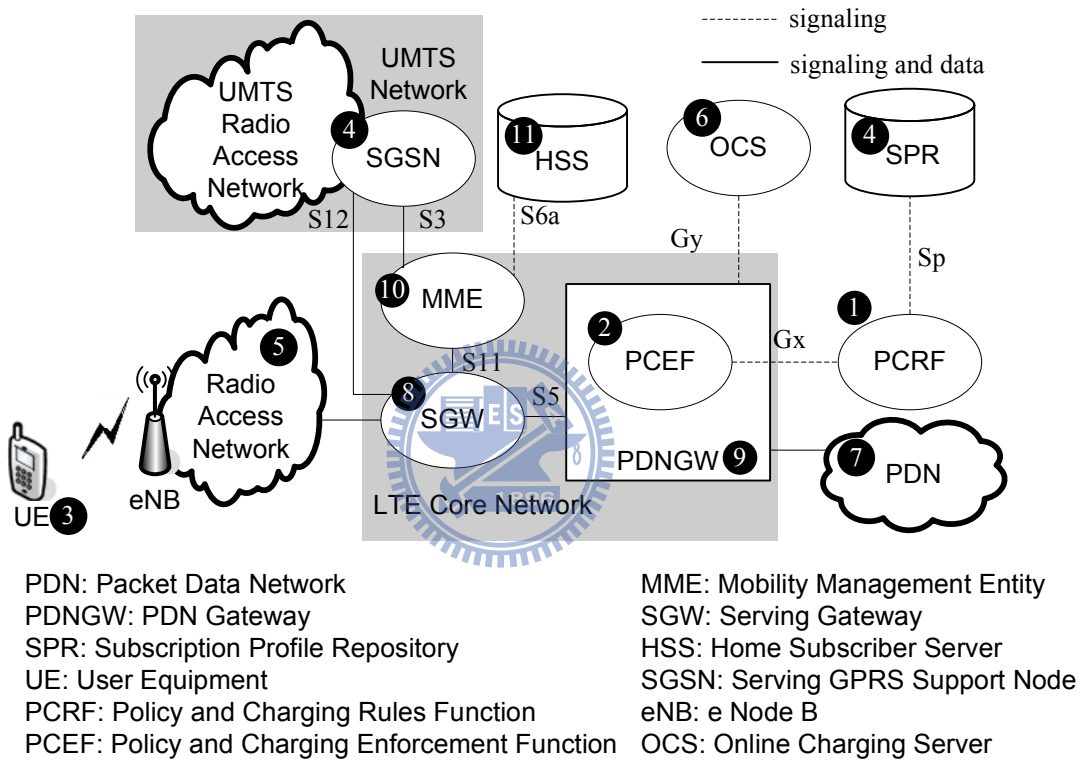 signaling
signaling and data
UMTS
Network
UMTS
Radio
Access
Network
4
SGSN
11
HSS
6
OCS
4
SPR
S12
S3
S6a
Gy
Sp
10
MME
2
PCEF
Gx
1
PCRF
5
Radio
Access
Network
S11
8
SGW
S5
PDNGW 9
7
PDN
eNB
UE 3
LTE Core Network
E S
1896
PDN: Packet Data Network
PDNGW: PDN Gateway
SPR: Subscription Profile Repository
UE: User Equipment
PCRF: Policy and Charging Rules Function
PCEF: Policy and Charging Enforcement Function
MME: Mobility Management Entity
SGW: Serving Gateway
HSS: Home Subscriber Server
SGSN: Serving GPRS Support Node
eNB: e Node B
OCS: Online Charging Server